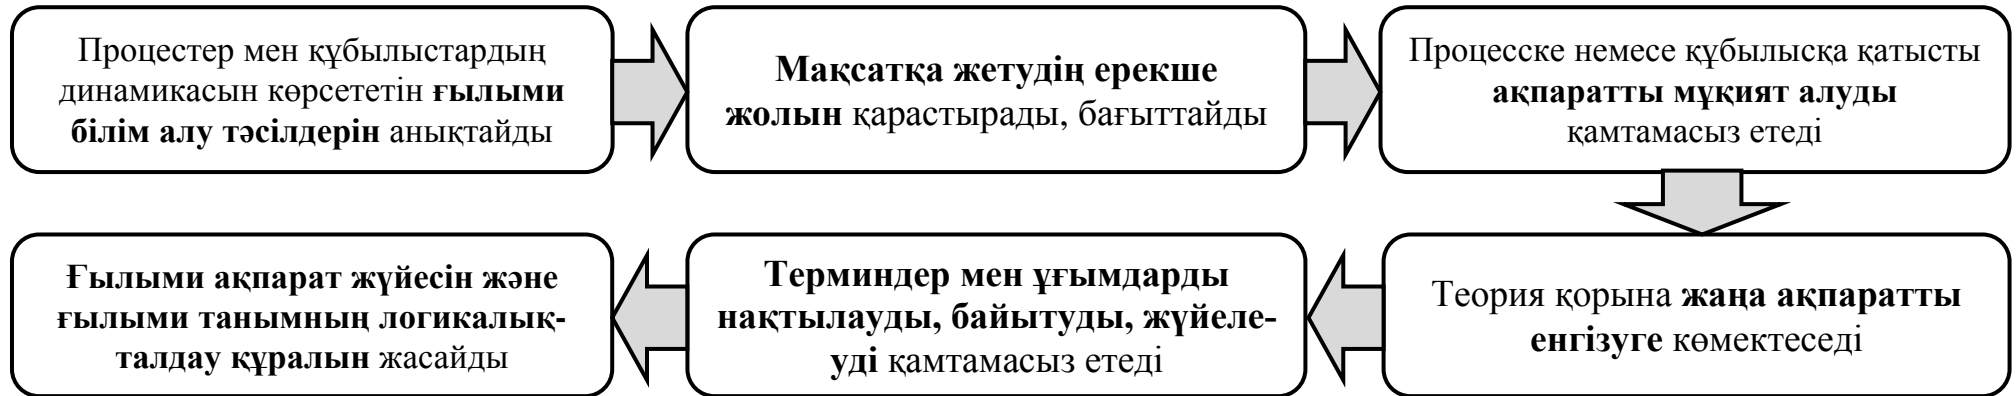 Процестер мен құбылыстардың
динамикасын көрсететін ғылыми
білім алу тәсілдерін анықтайды
Мақсатқа жетудің ерекше
жолын қарастырады, бағыттайды
Процесске немесе құбылысқа қатысты
ақпаратты мұқият алуды
қамтамасыз етеді
Теория қорына жаңа ақпаратты
енгізуге көмектеседі
Терминдер мен ұғымдарды
нақтылауды, байытуды, жүйеле-
уді қамтамасыз етеді
Ғылыми ақпарат жүйесін және
ғылыми танымның логикалық-
талдау құралын жасайды